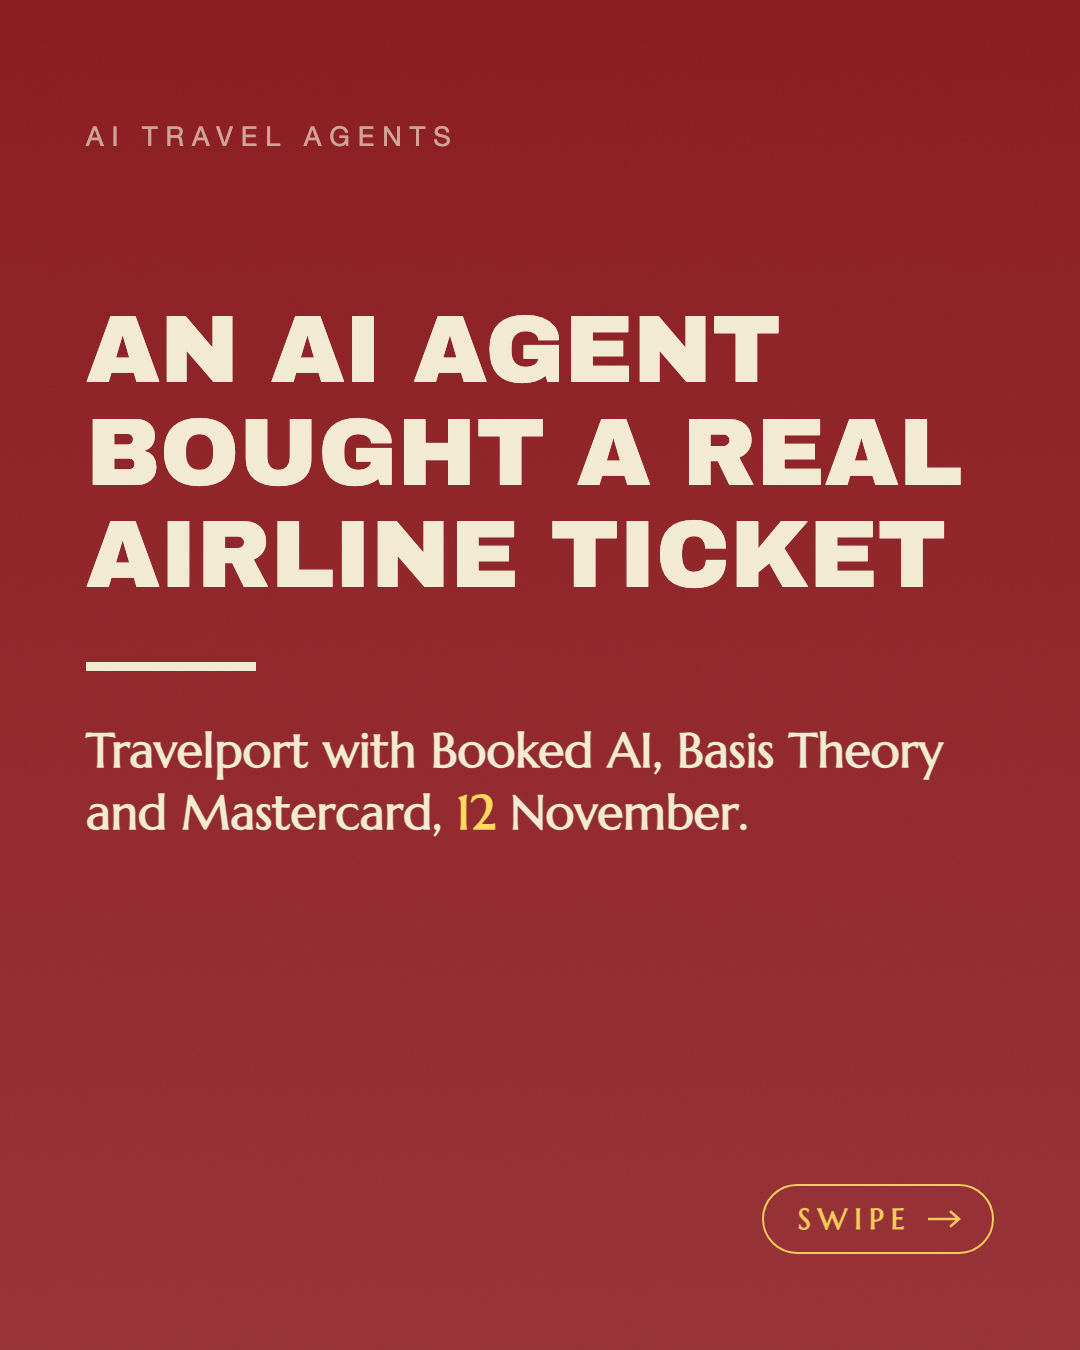 AI TRAVEL AGENTS
AN AI AGENT
BOUGHT A REAL
AIRLINE TICKET
Travelport with Booked AI, Basis Theory
and Mastercard, 12 November.
SWIPE →